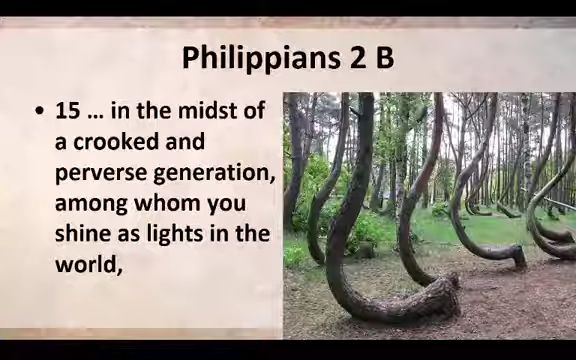 Philippians 2 B
• 15 … in the midst of
a crooked and
perverse generation,
among whom you
shine as lights in the
world,